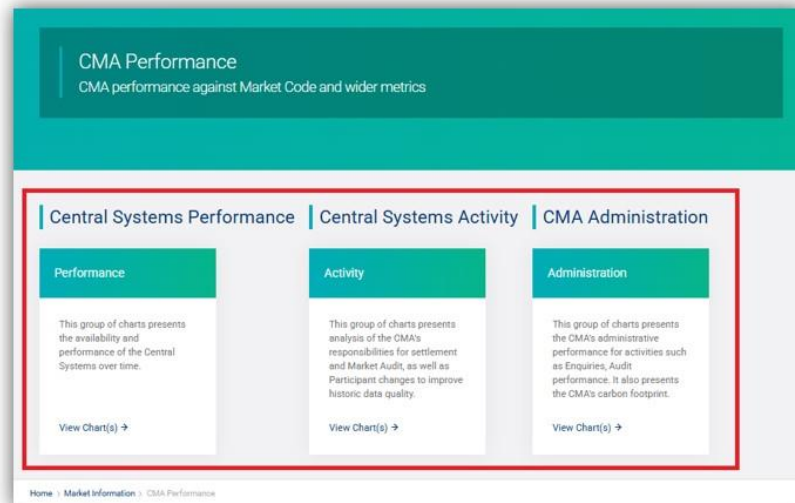 CMA Performance
CMA performance against Market Code and wider metrics
Central Systems Performance
Central Systems Activity
CMA Administration
Performance
This group of charts presents
the availability and
performance of the Central
Systems over time.
View Chart(s) →
Activity
This group of charts presents
analysis of the CMA's
responsibilities for settlement
and Market Audit, as well as
Participant changes to improve
historic data quality.
View Chart(s) →
Administration
This group of charts presents
the CMA's administrative
performance for activities such
as Enquiries, Audit
performance. It also presents
the CMA's carbon footprint.
View Chart(s) →
Home > Market Information > CMA Performance